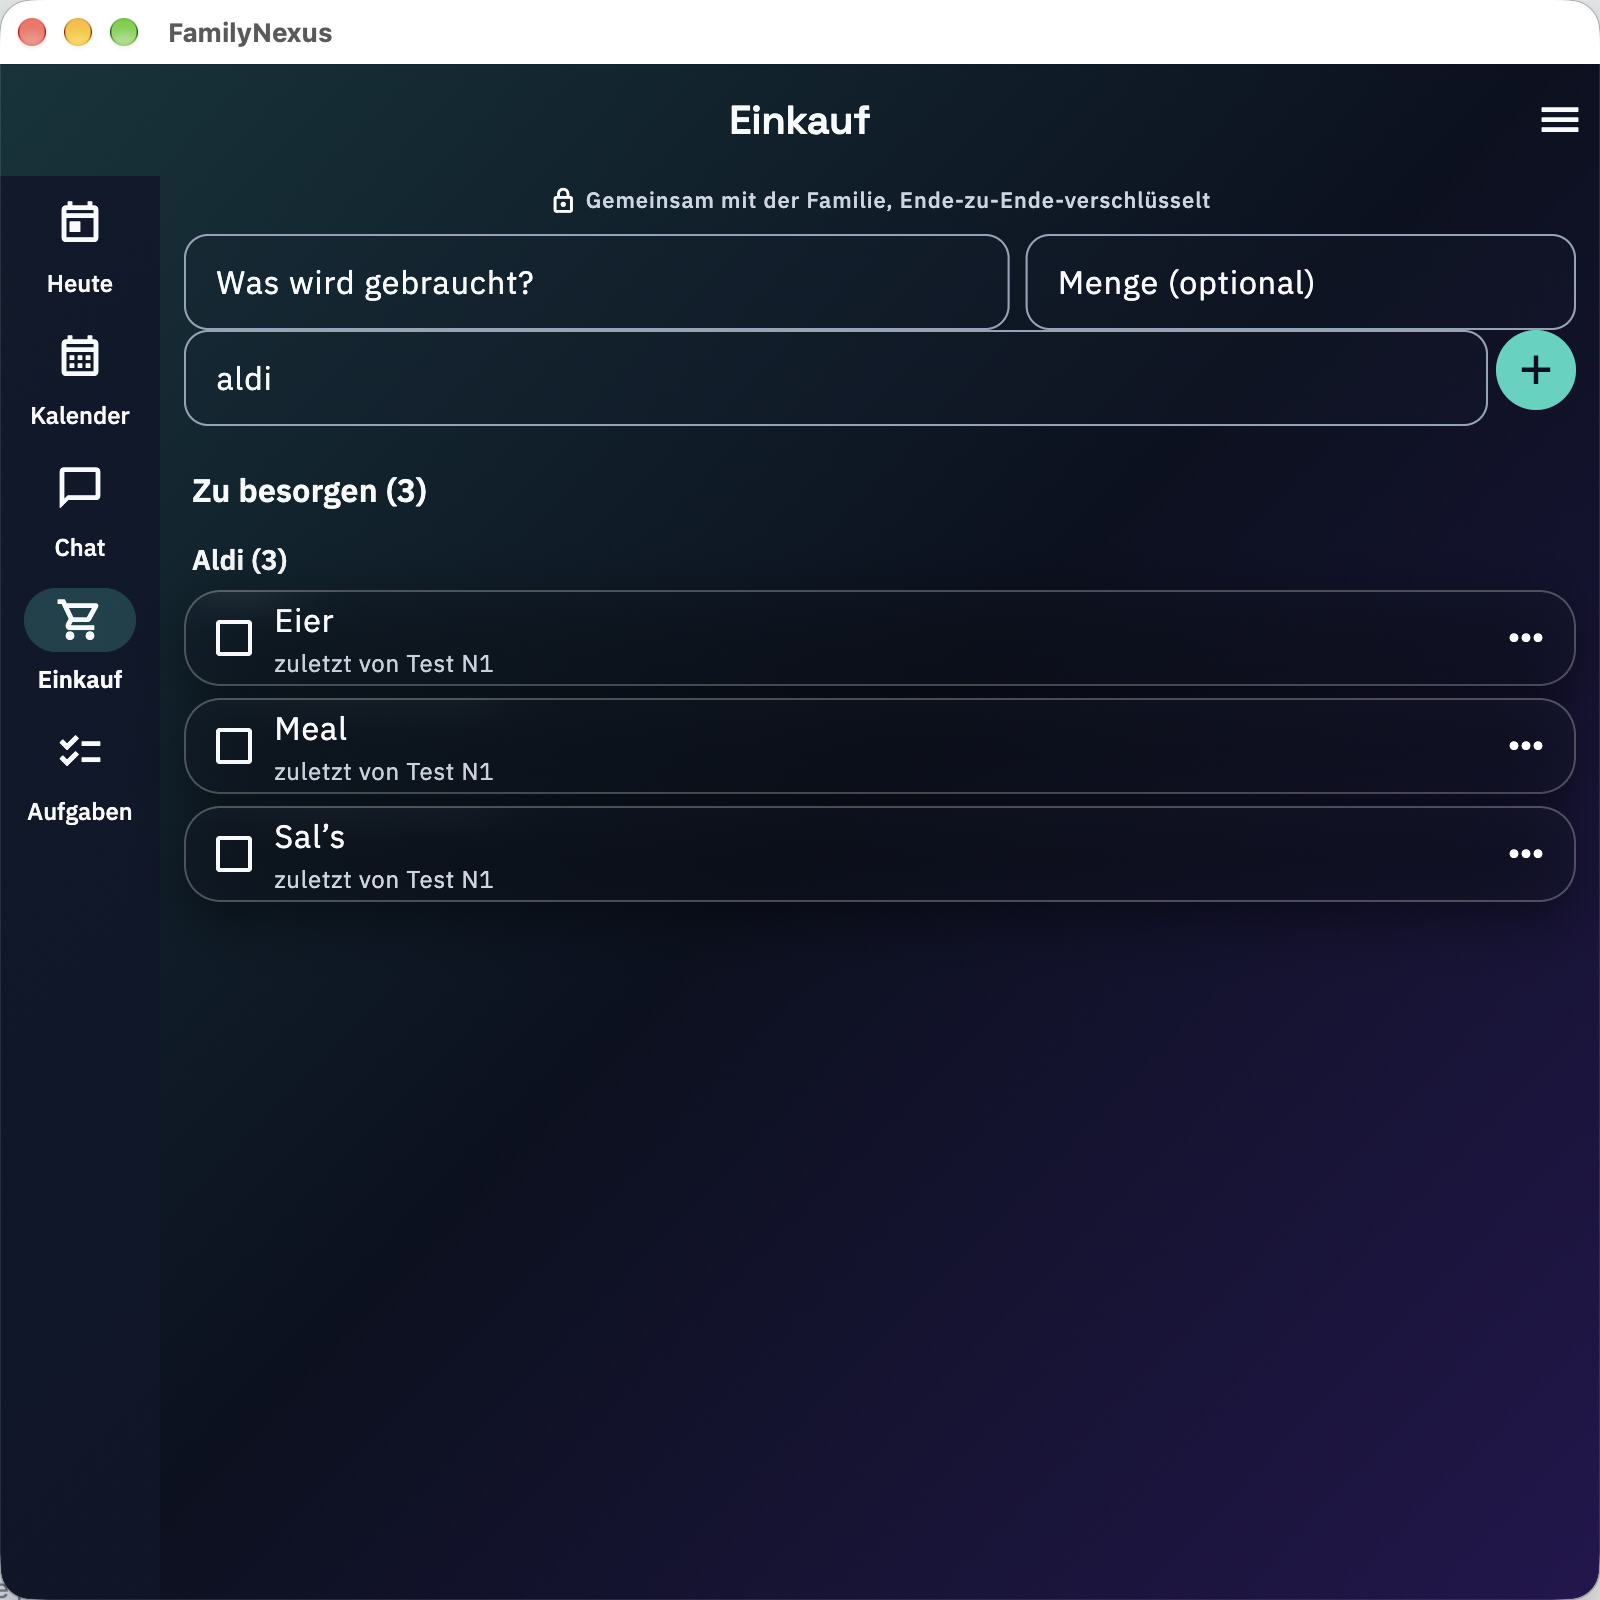 FamilyNexus
Einkauf
Gemeinsam mit der Familie, Ende-zu-Ende-verschlüsselt
Was wird gebraucht?
Menge (optional)
aldi
Zu besorgen (3)
Aldi (3)
Eier
zuletzt von Test N1
Meal
zuletzt von Test N1
Sal’s
zuletzt von Test N1
Heute
Kalender
Chat
Einkauf
Aufgaben